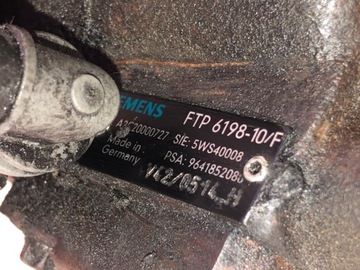 SIEMENS FTP 6198-10/F
A2C20000727 SIE: 5WS40008
Made in PSA: 9641852080
Germany